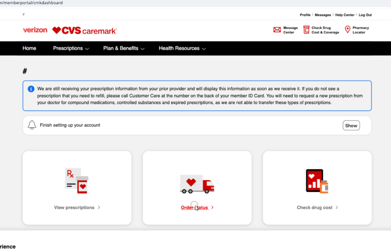 r/memberportal/cmkdashboard
Profile | Messages | Help Center | Log Out
verizon CVS caremark
Message Center
Check Drug Cost & Coverage
Pharmacy Locator
Home Prescriptions Plan & Benefits Health Resources
#
We are still receiving your prescription information from your prior provider and will display this information as soon as we receive it. If you do not see a
prescription that you need to refill, please call Customer Care at the number on the back of your member ID Card. You will need to request a new prescription from
your doctor for compound medications, controlled substances and expired prescriptions, as we are not able to transfer these types of prescriptions.
Finish setting up your account Show
View prescriptions > Order status > Check drug cost >
rience